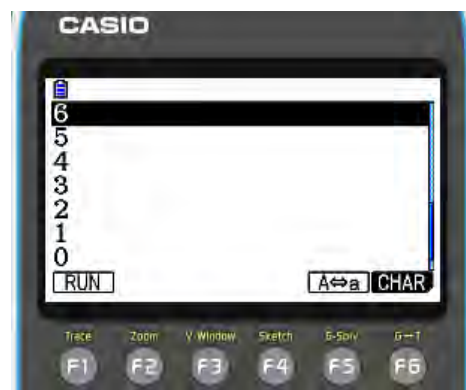 CASIO
6
5
4
3
2
1
0
RUN A⇔a CHAR
Trace Zoom V-Window Sketch G-Solv G↔T
F1 F2 F3 F4 F5 F6